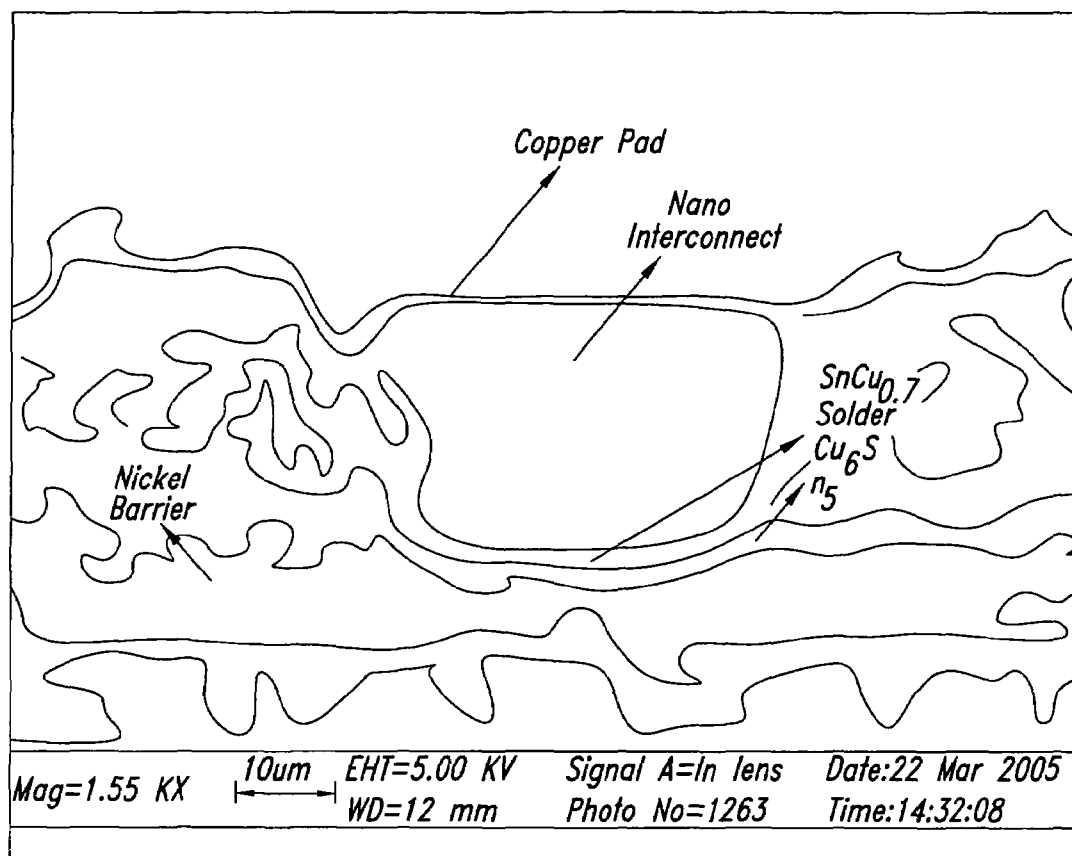 Copper Pad
Nano
Interconnect
SnCu0.7
Solder
Cu6S
n5
Nickel
Barrier
Mag=1.55 KX
10um
EHT=5.00 KV
WD=12 mm
Signal A=In lens
Photo No=1263
Date:22 Mar 2005
Time:14:32:08